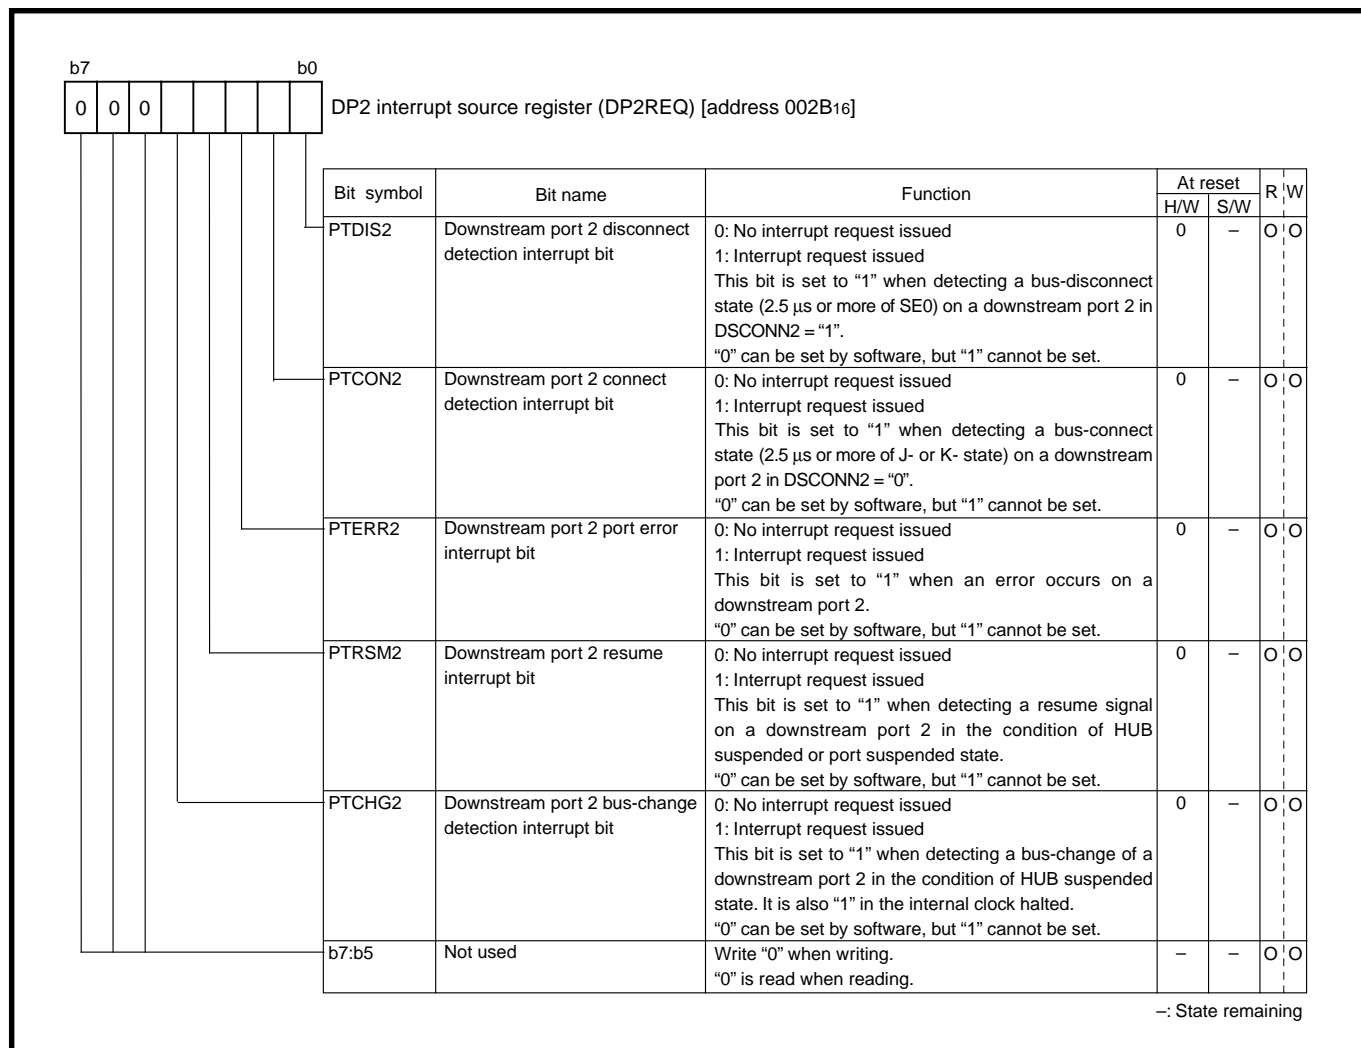 b7 b0
0 0 0
DP2 interrupt source register (DP2REQ) [address 002B16]
Bit symbol Bit name Function At reset R W
H/W S/W
PTDIS2 Downstream port 2 disconnect 0: No interrupt request issued 0 – O O
detection interrupt bit 1: Interrupt request issued
This bit is set to “1” when detecting a bus-disconnect
state (2.5 μs or more of SE0) on a downstream port 2 in
DSCONN2 = “1”.
“0” can be set by software, but “1” cannot be set.
PTCON2 Downstream port 2 connect 0: No interrupt request issued 0 – O O
detection interrupt bit 1: Interrupt request issued
This bit is set to “1” when detecting a bus-connect
state (2.5 μs or more of J- or K- state) on a downstream
port 2 in DSCONN2 = “0”.
“0” can be set by software, but “1” cannot be set.
PTERR2 Downstream port 2 port error 0: No interrupt request issued 0 – O O
interrupt bit 1: Interrupt request issued
This bit is set to “1” when an error occurs on a
downstream port 2.
“0” can be set by software, but “1” cannot be set.
PTRSM2 Downstream port 2 resume 0: No interrupt request issued 0 – O O
interrupt bit 1: Interrupt request issued
This bit is set to “1” when detecting a resume signal
on a downstream port 2 in the condition of HUB
suspended or port suspended state.
“0” can be set by software, but “1” cannot be set.
PTCHG2 Downstream port 2 bus-change 0: No interrupt request issued 0 – O O
detection interrupt bit 1: Interrupt request issued
This bit is set to “1” when detecting a bus-change of a
downstream port 2 in the condition of HUB suspended
state. It is also “1” in the internal clock halted.
“0” can be set by software, but “1” cannot be set.
b7:b5 Not used Write “0” when writing. – – O O
“0” is read when reading.
–: State remaining